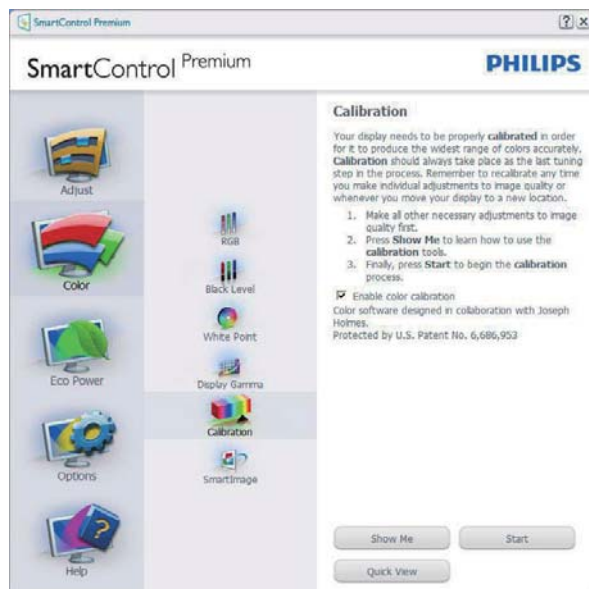 SmartControl Premium
? x
SmartControl Premium
PHILIPS
Adjust
Color
Eco Power
Options
Help
RGB
Black Level
White Point
Display Gamma
Calibration
SmartImage
Calibration
Your display needs to be properly calibrated in order
for it to produce the widest range of colors accurately.
Calibration should always take place as the last tuning
step in the process. Remember to recalibrate any time
you make individual adjustments to image quality or
whenever you move your display to a new location.
1. Make all other necessary adjustments to image
quality first.
2. Press Show Me to learn how to use the
calibration tools.
3. Finally, press Start to begin the calibration
process.
Enable color calibration
Color software designed in collaboration with Joseph
Holmes.
Protected by U.S. Patent No. 6,686,953
Show Me
Start
Quick View